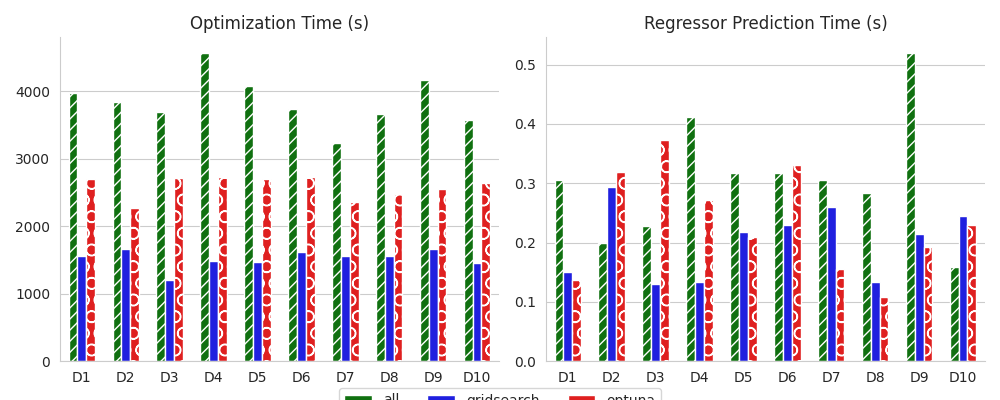 Optimization Time (s)
4000
3000
2000
1000
0
D1 D2 D3 D4 D5 D6 D7 D8 D9 D10
Regressor Prediction Time (s)
0.5
0.4
0.3
0.2
0.1
0.0
D1 D2 D3 D4 D5 D6 D7 D8 D9 D10
all gridsearch optuna